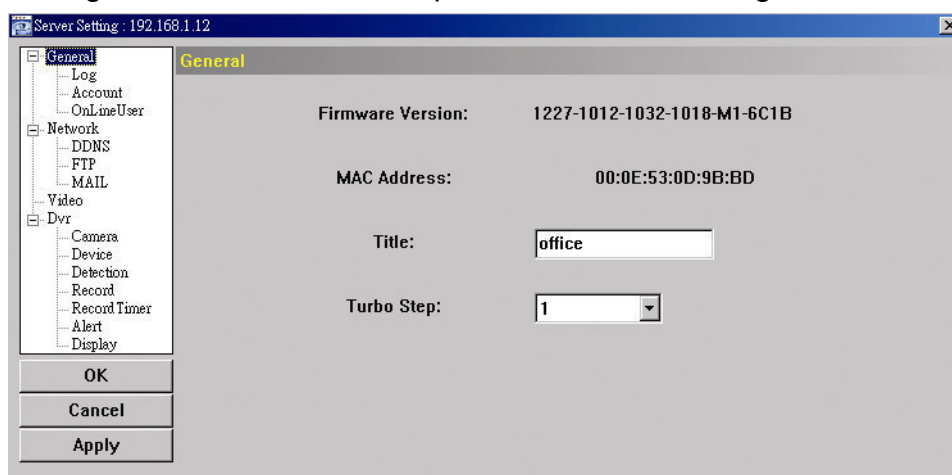 Server Setting : 192.168.1.12
General
Log
Account
OnLineUser
Network
DDNS
FTP
MAIL
Video
Dvr
Camera
Device
Detection
Record
Record Timer
Alert
Display
OK
Cancel
Apply
General
Firmware Version: 1227-1012-1032-1018-M1-6C1B
MAC Address: 00:0E:53:0D:9B:BD
Title: office
Turbo Step: 1